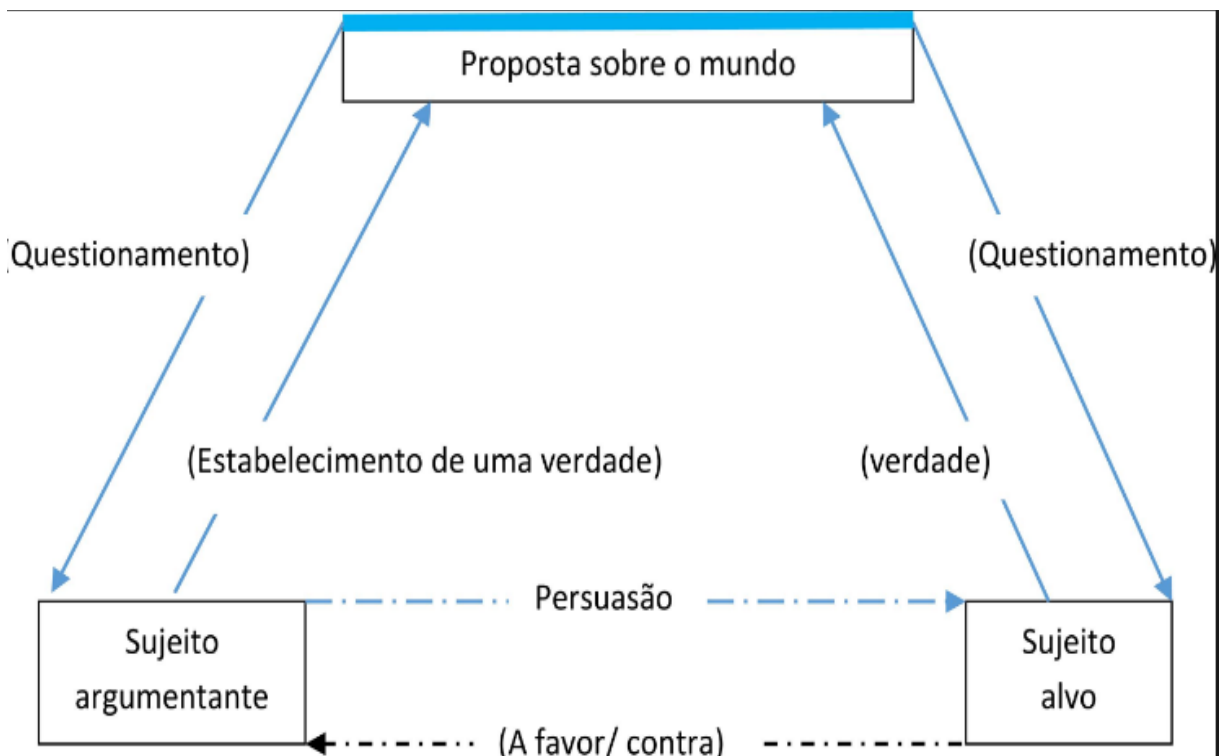 Proposta sobre o mundo
(Questionamento)
(Questionamento)
(Estabelecimento de uma verdade)
(verdade)
Persuasão
Sujeito
argumentante
Sujeito
alvo
(A favor/ contra)